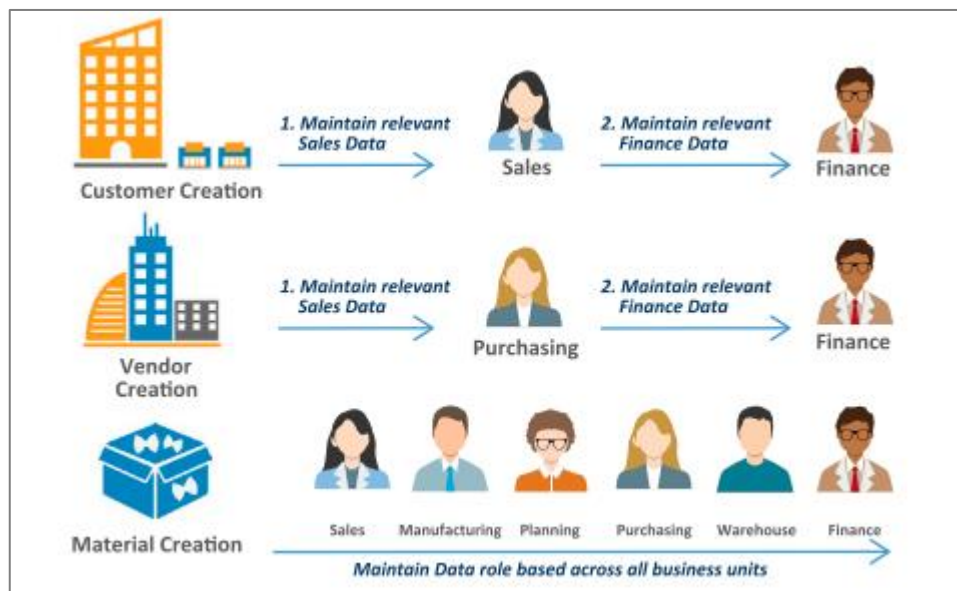 1. Maintain relevant
Sales Data
2. Maintain relevant
Finance Data
Customer Creation
Sales
Finance
1. Maintain relevant
Sales Data
2. Maintain relevant
Finance Data
Vendor
Creation
Purchasing
Finance
Material Creation
Sales
Manufacturing
Planning
Purchasing
Warehouse
Finance
Maintain Data role based across all business units